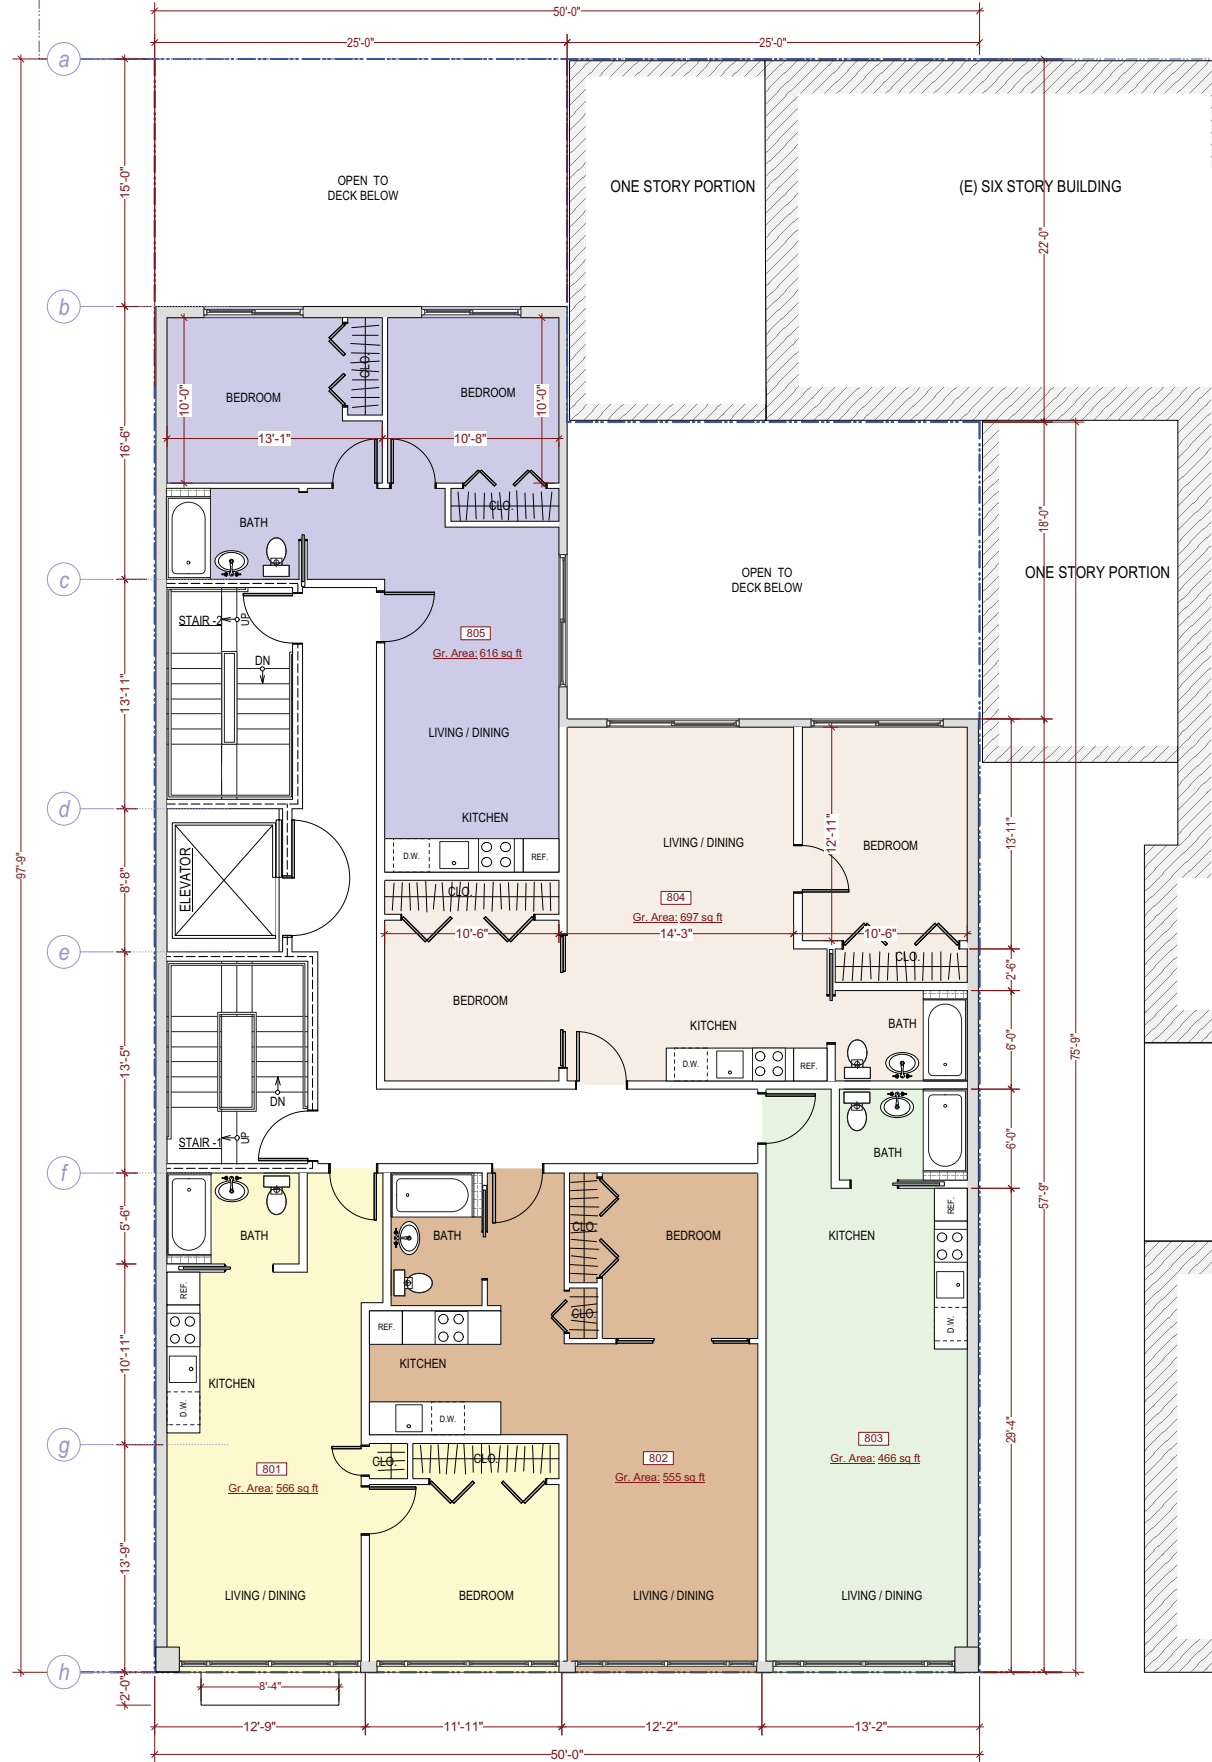 50'-0"
25'-0"
25'-0"
a
15'-0"
OPEN TO
DECK BELOW
ONE STORY PORTION
(E) SIX STORY BUILDING
22'-0"
b
97'-9"
16'-6"
10'-0"
BEDROOM
CLO.
13'-1"
BEDROOM
10'-0"
10'-8"
CLO.
BATH
18'-0"
c
OPEN TO
DECK BELOW
ONE STORY PORTION
STAIR -2
UP
DN
805
Gr. Area: 616 sq ft
13'-11"
LIVING / DINING
d
KITCHEN
D.W.
REF.
8'-8"
ELEVATOR
LIVING / DINING
12'-11"
BEDROOM
13'-11"
CLO.
804
Gr. Area: 697 sq ft
10'-6"
14'-3"
10'-6"
e
CLO.
2'-6"
BEDROOM
KITCHEN
BATH
6'-0"
75'-9"
D.W.
REF.
13'-5"
DN
STAIR -1
UP
6'-0"
BATH
f
5'-6"
BATH
BATH
CLO.
BEDROOM
KITCHEN
REF.
57'-9"
REF.
REF.
CLO.
D.W.
10'-11"
KITCHEN
KITCHEN
D.W.
D.W.
29'-4"
g
CLO.
CLO.
801
Gr. Area: 566 sq ft
802
Gr. Area: 555 sq ft
803
Gr. Area: 466 sq ft
13'-9"
LIVING / DINING
BEDROOM
LIVING / DINING
LIVING / DINING
h
2'-0"
8'-4"
12'-9"
11'-11"
12'-2"
13'-2"
50'-0"